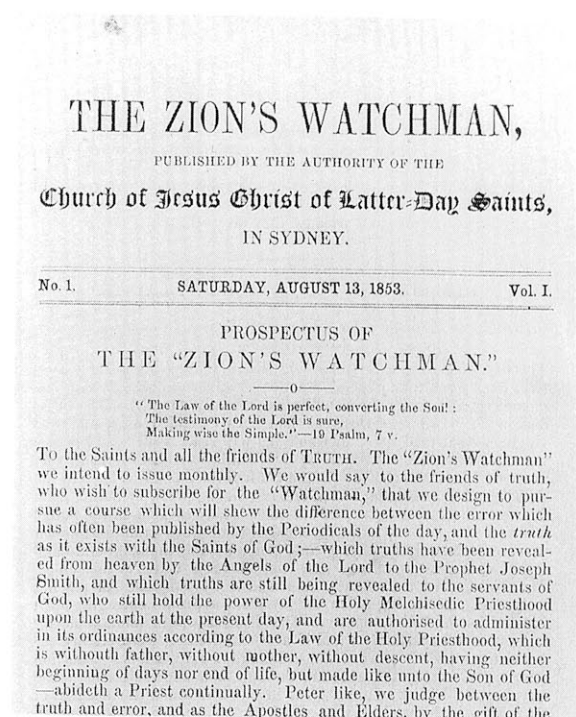 THE ZION'S WATCHMAN,
PUBLISHED BY THE AUTHORITY OF THE
Church of Jesus Christ of Latter-Day Saints,
IN SYDNEY.
No. 1. SATURDAY, AUGUST 13, 1853. Vol. I.
PROSPECTUS OF
THE "ZION'S WATCHMAN."
——o——
"The Law of the Lord is perfect, converting the Soul! :
The testimony of the Lord is sure,
Making wise the Simple."—19 Psalm, 7 v.
To the Saints and all the friends of TRUTH. The "Zion's Watchman"
we intend to issue monthly. We would say to the friends of truth,
who wish to subscribe for the "Watchman," that we design to pur-
sue a course which will shew the difference between the error which
has often been published by the Periodicals of the day, and the truth
as it exists with the Saints of God;—which truths have been reveal-
ed from heaven by the Angels of the Lord to the Prophet Joseph
Smith, and which truths are still being revealed to the servants of
God, who still hold the power of the Holy Melchisedic Priesthood
upon the earth at the present day, and are authorised to administer
in its ordinances according to the Law of the Holy Priesthood, which
is withouth father, without mother, without descent, having neither
beginning of days nor end of life, but made like unto the Son of God
—abideth a Priest continually. Peter like, we judge between the
truth and error, and as the Apostles and Elders, by the gift of the